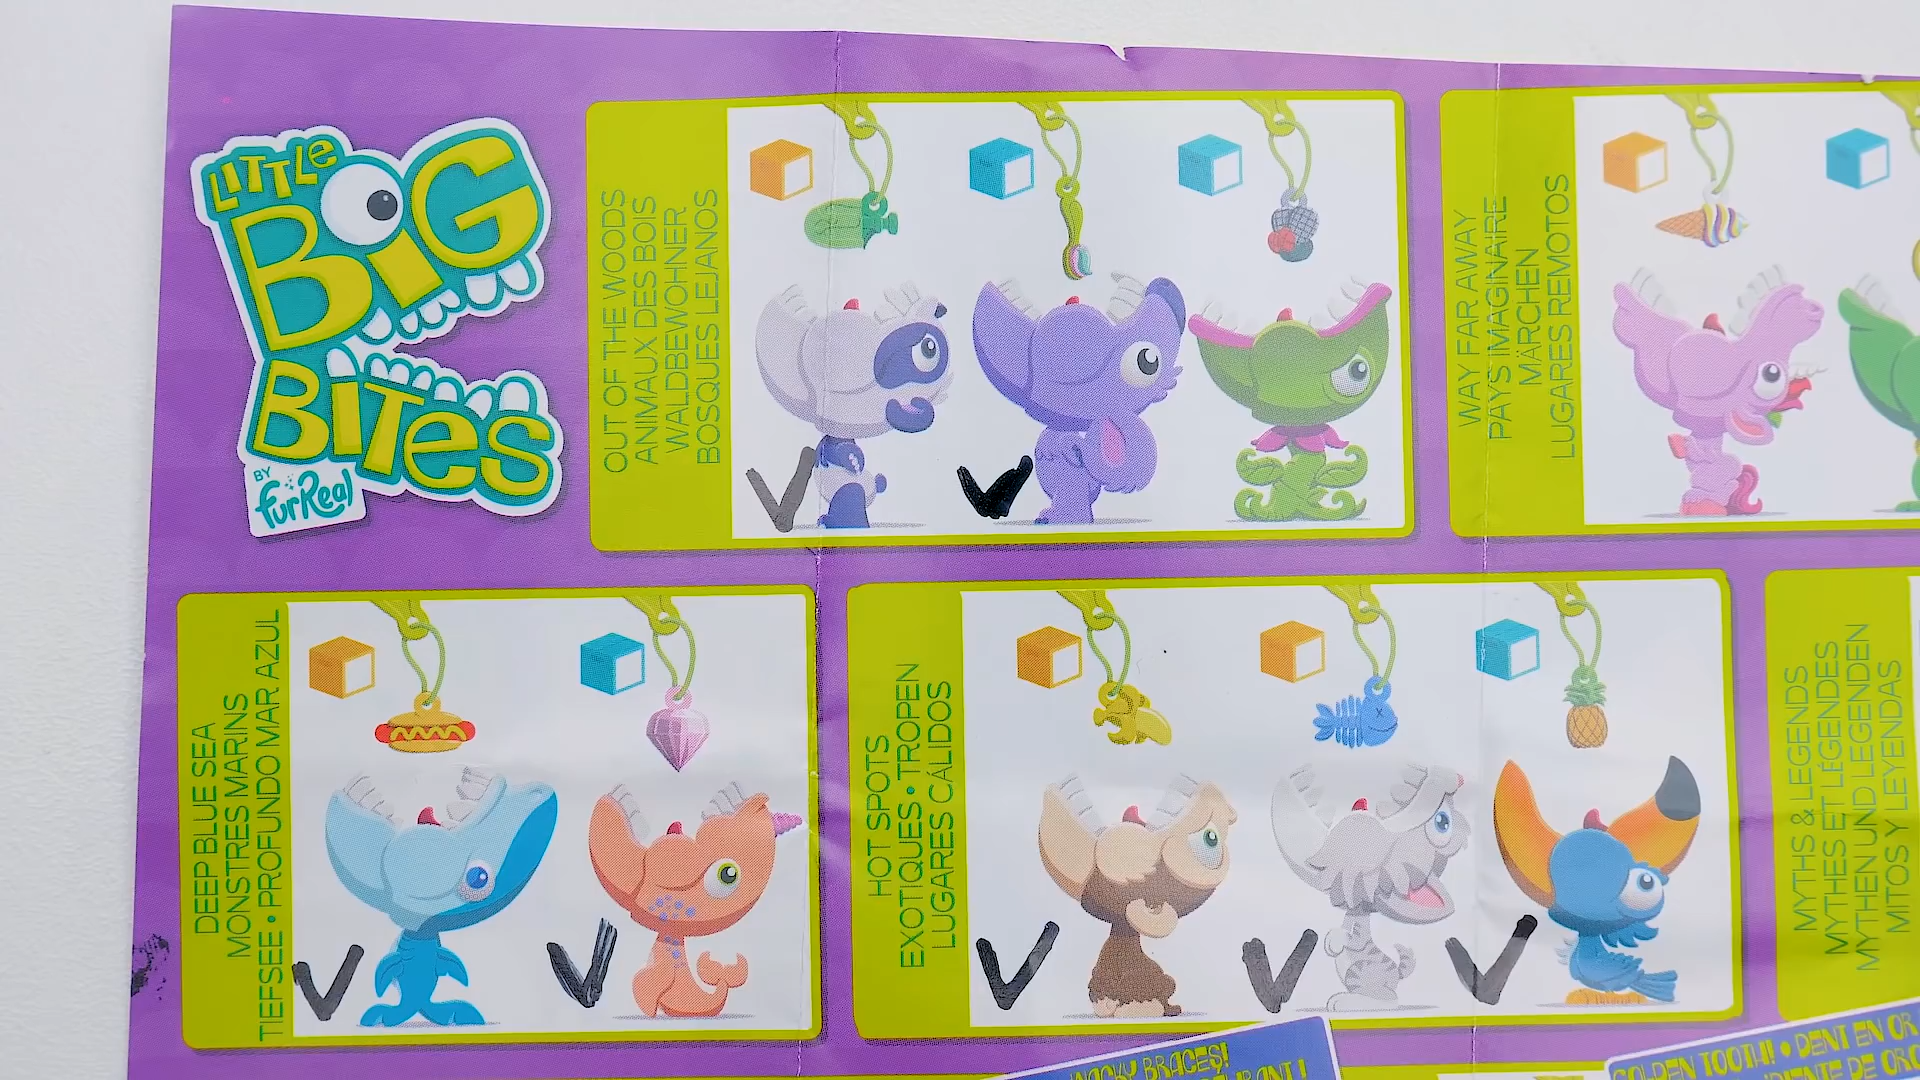 LITTLE
BIG
BITES
BY
furReal
OUT OF THE WOODS
ANIMAUX DES BOIS
WALDBEWOHNER
BOSQUES LEJANOS
WAY FAR AWAY
PAYS IMAGINAIRE
MÄRCHEN
LUGARES REMOTOS
DEEP BLUE SEA
MONSTRES MARINS
TIEFSEE • PROFUNDO MAR AZUL
HOT SPOTS
EXOTIQUES • TROPEN
LUGARES CÁLIDOS
MYTHS & LEGENDS
MYTHES ET LÉGENDES
MYTHEN UND LEGENDEN
MITOS Y LEYENDAS
WACKY BRACES!
GOLDEN TOOTH! • DENT EN OR